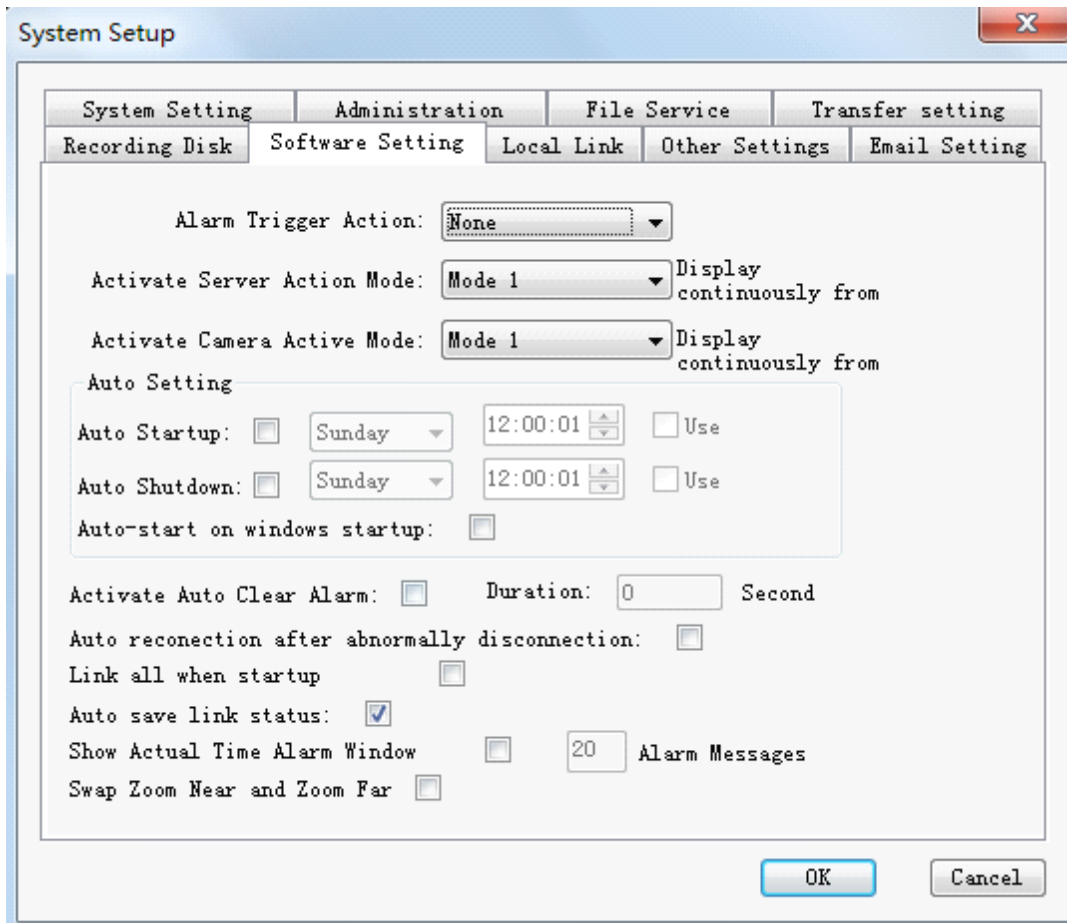 System Setup
System Setting Administration File Service Transfer setting
Recording Disk Software Setting Local Link Other Settings Email Setting
Alarm Trigger Action: None
Activate Server Action Mode: Mode 1 Display
continuously from
Activate Camera Active Mode: Mode 1 Display
continuously from
Auto Setting
Auto Startup: Sunday 12:00:01 Use
Auto Shutdown: Sunday 12:00:01 Use
Auto-start on windows startup:
Activate Auto Clear Alarm: Duration: 0 Second
Auto reconection after abnormally disconnection:
Link all when startup
Auto save link status:
Show Actual Time Alarm Window 20 Alarm Messages
Swap Zoom Near and Zoom Far
OK Cancel